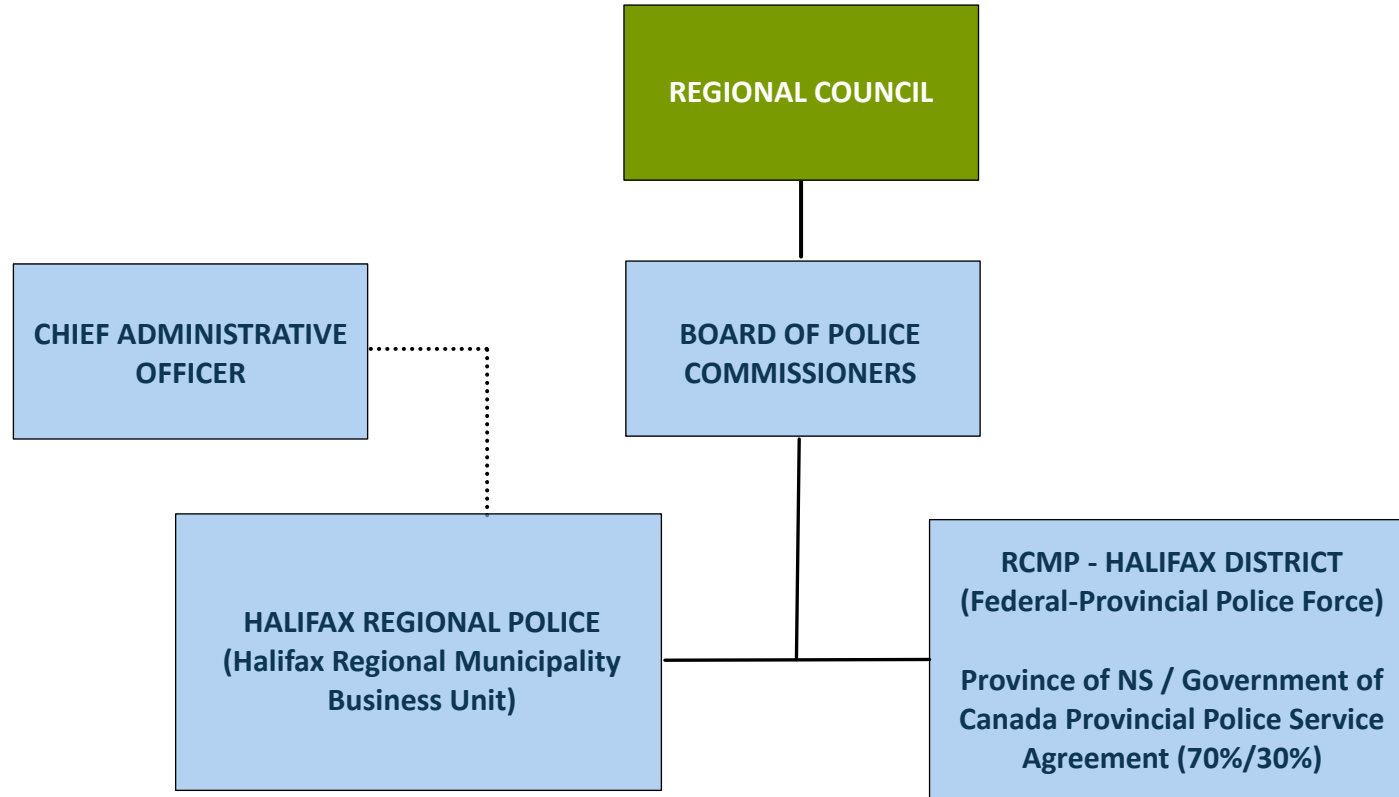 REGIONAL COUNCIL
CHIEF ADMINISTRATIVE
OFFICER
BOARD OF POLICE
COMMISSIONERS
HALIFAX REGIONAL POLICE
(Halifax Regional Municipality
Business Unit)
RCMP - HALIFAX DISTRICT
(Federal-Provincial Police Force)
Province of NS / Government of
Canada Provincial Police Service
Agreement (70%/30%)